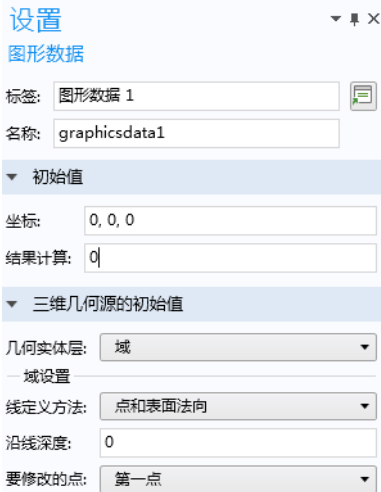 设置
图形数据
标签: 图形数据 1
名称: graphicsdata1
初始值
坐标: 0, 0, 0
结果计算: 0
三维几何源的初始值
几何实体层: 域
域设置
线定义方法: 点和表面法向
沿线深度: 0
要修改的点: 第一点